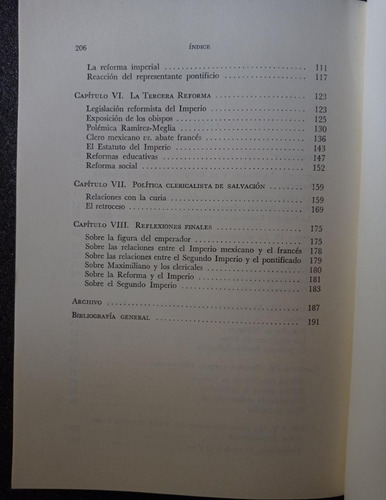 206 ÍNDICE
La reforma imperial 111
Reacción del representante pontificio 117
CAPÍTULO VI. LA TERCERA REFORMA 123
Legislación reformista del Imperio 123
Exposición de los obispos 125
Polémica Ramírez-Meglia 130
Clero mexicano vs. abate francés 136
El Estatuto del Imperio 143
Reformas educativas 147
Reforma social 152
CAPÍTULO VII. POLÍTICA CLERICALISTA DE SALVACIÓN 159
Relaciones con la curia 159
El retroceso 169
CAPÍTULO VIII. REFLEXIONES FINALES 175
Sobre la figura del emperador 175
Sobre las relaciones entre el Imperio mexicano y el francés 178
Sobre las relaciones entre el Segundo Imperio y el pontificado 179
Sobre Maximiliano y los clericales 180
Sobre la Reforma y el Imperio 181
Sobre el Segundo Imperio 183
ARCHIVO 187
BIBLIOGRAFÍA GENERAL 191